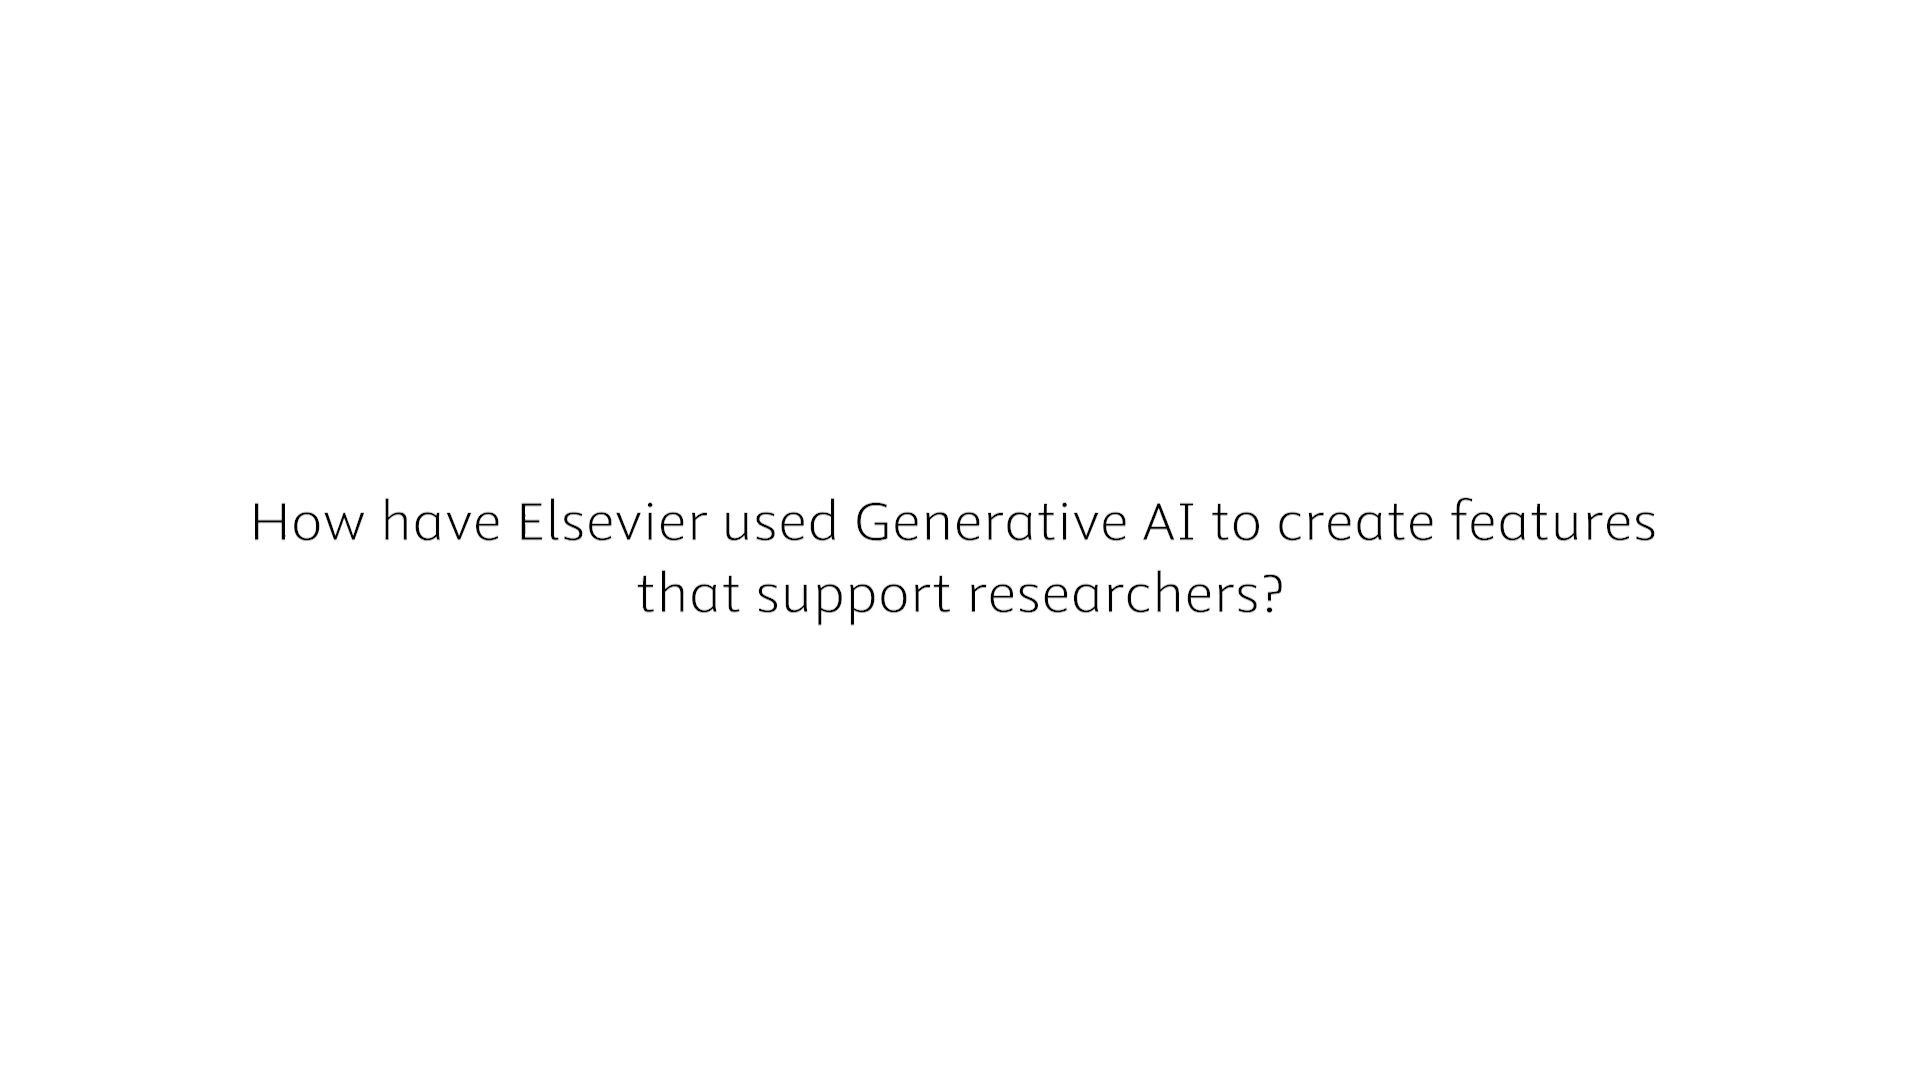 How have Elsevier used Generative AI to create features
that support researchers?